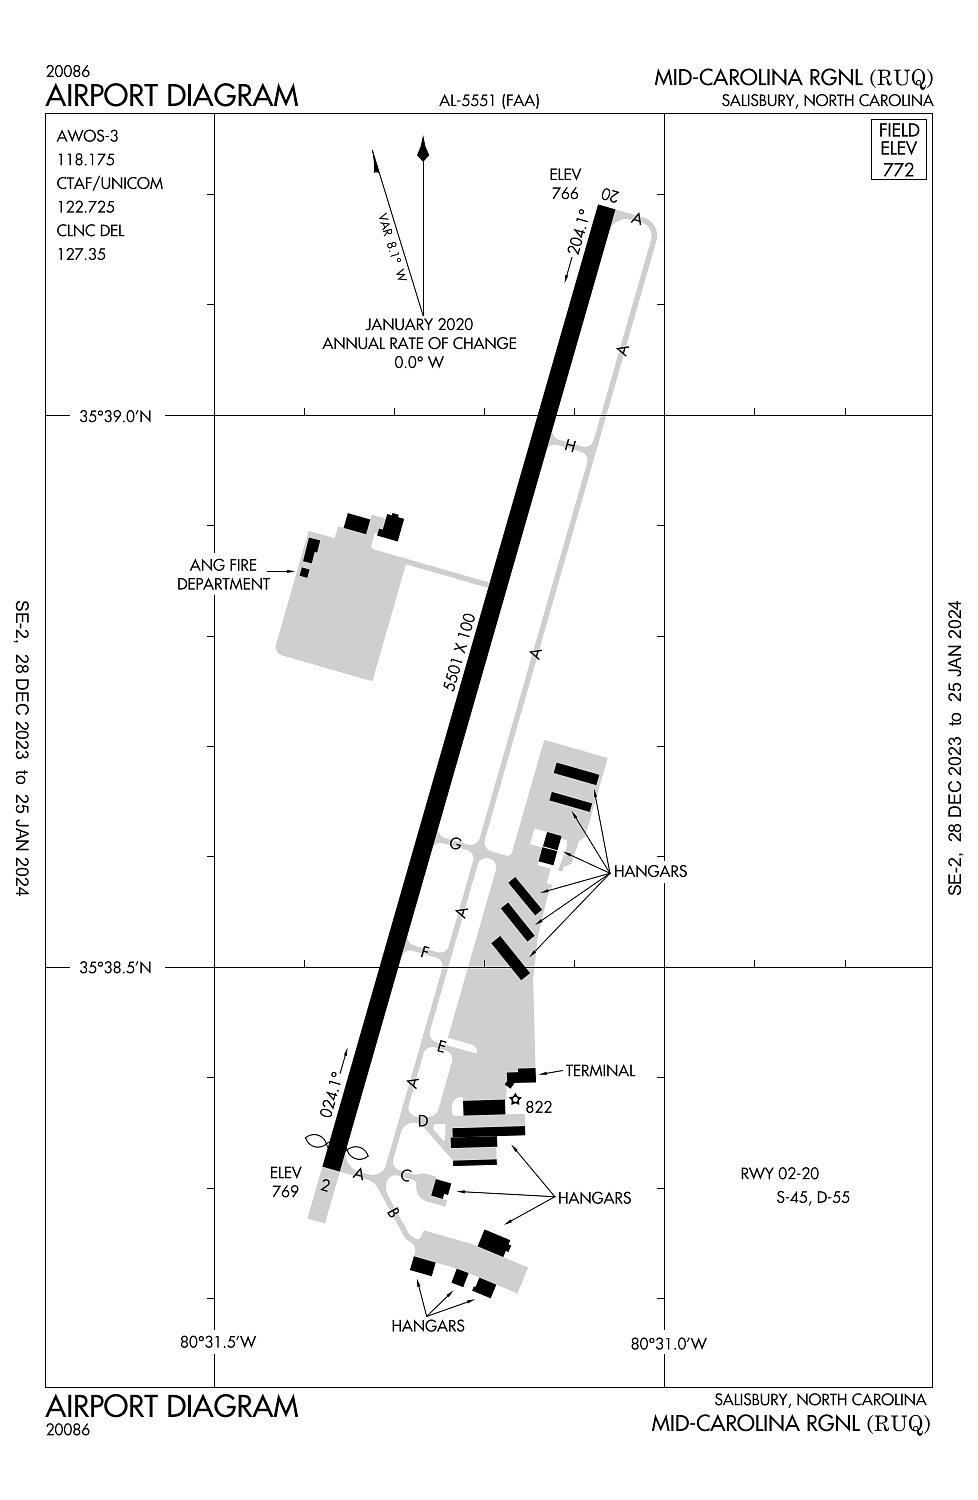 20086
AIRPORT DIAGRAM
AL-5551 (FAA)
MID-CAROLINA RGNL (RUQ)
SALISBURY, NORTH CAROLINA
AWOS-3
118.175
CTAF/UNICOM
122.725
CLNC DEL
127.35
FIELD
ELEV
772
VAR 8.1° W
JANUARY 2020
ANNUAL RATE OF CHANGE
0.0° W
ELEV
766
20
204.1°
A
A
35°39.0'N
H
ANG FIRE
DEPARTMENT
5501 X 100
A
G
HANGARS
A
F
35°38.5'N
E
TERMINAL
A
822
D
024.1°
ELEV
769
2
A
C
B
HANGARS
RWY 02-20
S-45, D-55
HANGARS
80°31.5'W
80°31.0'W
SE-2, 28 DEC 2023 to 25 JAN 2024
SE-2, 28 DEC 2023 to 25 JAN 2024
AIRPORT DIAGRAM
20086
SALISBURY, NORTH CAROLINA
MID-CAROLINA RGNL (RUQ)